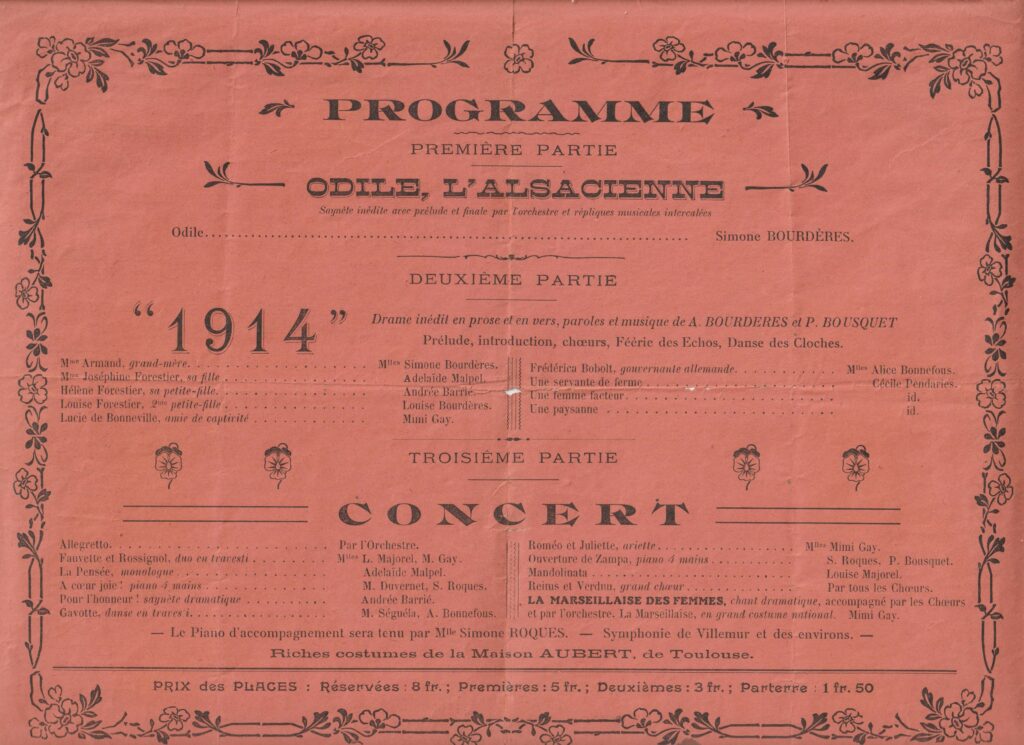 PROGRAMME
PREMIÈRE PARTIE
ODILE, L'ALSACIENNE
Saynète inédite avec prélude et finale par l'orchestre et répliques musicales intercalées
Odile........ Simone BOURDÈRES.
DEUXIÈME PARTIE
"1914"
Drame inédit en prose et en vers, paroles et musique de A. BOURDERES et P. BOUSQUET
Prélude, introduction, chœurs, Féérie des Echos, Danse des Cloches.
Mme Armand, grand-mère. Mlles Simone Bourdères.
Mme Joséphine Forestier, sa fille Adelaïde Malpel.
Hélène Forestier, sa petite-fille. Andrée Barrié.
Louise Forestier, 2me petite-fille Louise Bourdères.
Lucie de Bonneville, amie de captivité Mimi Gay.
Frédérica Bobolt, gouvernante allemande. Mlles Alice Bonnefous.
Une servante de ferme Cécile Pendaries.
Une femme facteur. id.
Une paysanne id.
TROISIÉME PARTIE
CONCERT
Allegretto. Par l'Orchestre.
Fauvette et Rossignol, duo en travesti Mlles L. Majorel, M. Gay.
La Pensée, monologue Adelaïde Malpel.
A cœur joie! piano 4 mains M. Duvernet, S. Roques.
Pour l'honneur! saynète dramatique Andrée Barrié.
Gavotte, danse en traves i. M. Séguéla, A. Bonnefous.
Roméo et Juliette, ariette. Mlles Mimi Gay.
Ouverture de Zampa, piano 4 mains S. Roques, P. Bousquet.
Mandolinata Louise Majorel.
Reims et Verdun, grand chœur. Par tous les Chœurs.
LA MARSEILLAISE DES FEMMES, chant dramatique, accompagné par les Chœurs
et par l'orchestre. La Marseillaise, en grand costume national. Mimi Gay.
— Le Piano d'accompagnement sera tenu par Mlle Simone ROQUES. — Symphonie de Villemur et des environs. —
Riches costumes de la Maison AUBERT, de Toulouse.
PRIX des PLACES : Réservées : 8 fr. ; Premières : 5 fr. ; Deuxièmes : 3 fr. ; Parterre : 1 fr. 50